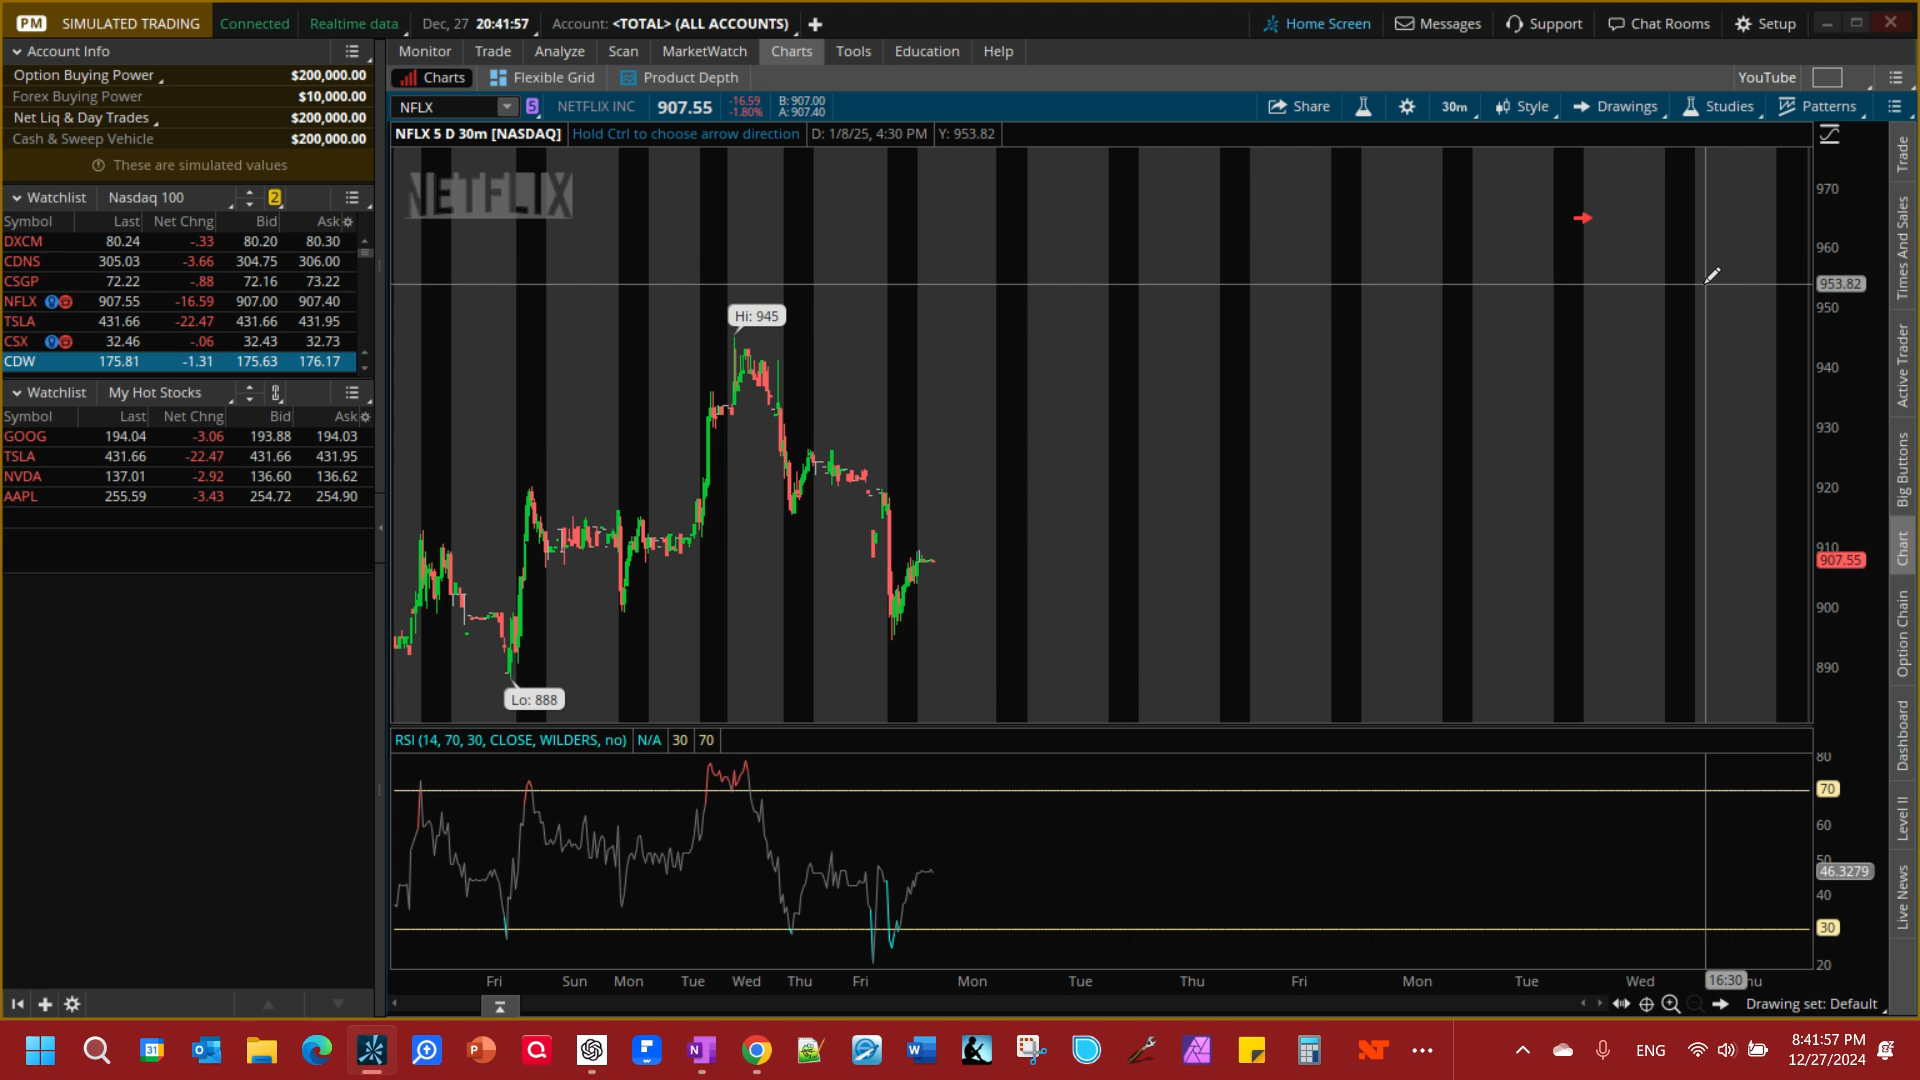 PM SIMULATED TRADING Connected Realtime data Dec, 27 20:41:57 Account: <TOTAL> (ALL ACCOUNTS) Home Screen Messages Support Chat Rooms Setup
Account Info
Option Buying Power $200,000.00
Forex Buying Power $10,000.00
Net Liq & Day Trades $200,000.00
Cash & Sweep Vehicle $200,000.00
These are simulated values
Watchlist Nasdaq 100 2
Symbol Last Net Chng Bid Ask
DXCM 80.24 -.33 80.20 80.30
CDNS 305.03 -3.66 304.75 306.00
CSGP 72.22 -.88 72.16 73.22
NFLX 907.55 -16.59 907.00 907.40
TSLA 431.66 -22.47 431.66 431.95
CSX 32.46 -.06 32.43 32.73
CDW 175.81 -1.31 175.63 176.17
Watchlist My Hot Stocks
Symbol Last Net Chng Bid Ask
GOOG 194.04 -3.06 193.88 194.03
TSLA 431.66 -22.47 431.66 431.95
NVDA 137.01 -2.92 136.60 136.62
AAPL 255.59 -3.43 254.72 254.90
Monitor Trade Analyze Scan MarketWatch Charts Tools Education Help
Charts Flexible Grid Product Depth YouTube
NFLX 5 NETFLIX INC 907.55 -16.59 -1.80% B: 907.00 A: 907.40 Share 30m Style Drawings Studies Patterns
NFLX 5 D 30m [NASDAQ] Hold Ctrl to choose arrow direction D: 1/8/25, 4:30 PM Y: 953.82
NETFLIX
Hi: 945
Lo: 888
970
960
953.82
950
940
930
920
910
907.55
900
890
RSI (14, 70, 30, CLOSE, WILDERS, no) N/A 30 70
80
70
60
50
46.3279
40
30
20
Fri Sun Mon Tue Wed Thu Fri Mon Tue Thu Fri Mon Tue Wed 16:30 nu
Drawing set: Default
Trade
Times And Sales
Active Trader
Big Buttons
Chart
Option Chain
Dashboard
Level II
Live News
31
N
P
W
NT
ENG
8:41:57 PM
12/27/2024